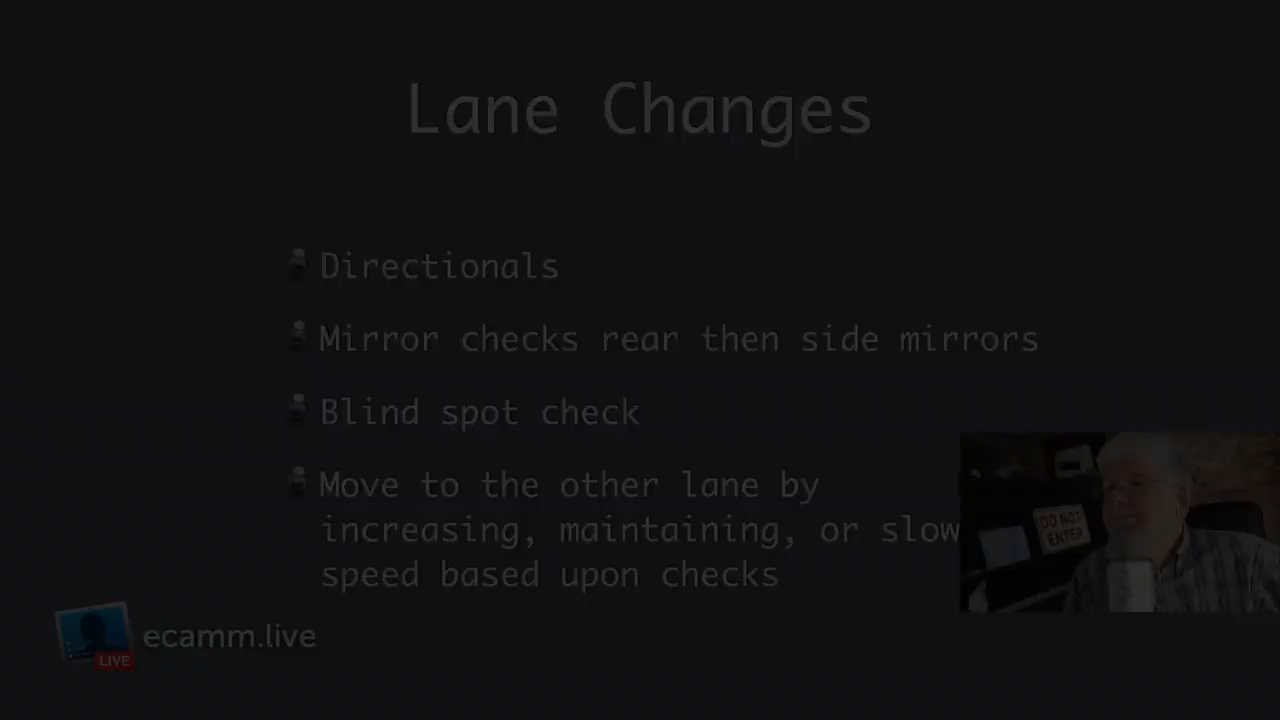 Lane Changes
Directionals
Mirror checks rear then side mirrors
Blind spot check
Move to the other lane by
increasing, maintaining, or slow
speed based upon checks
DO NOT
ENTER
ecamm.live
LIVE